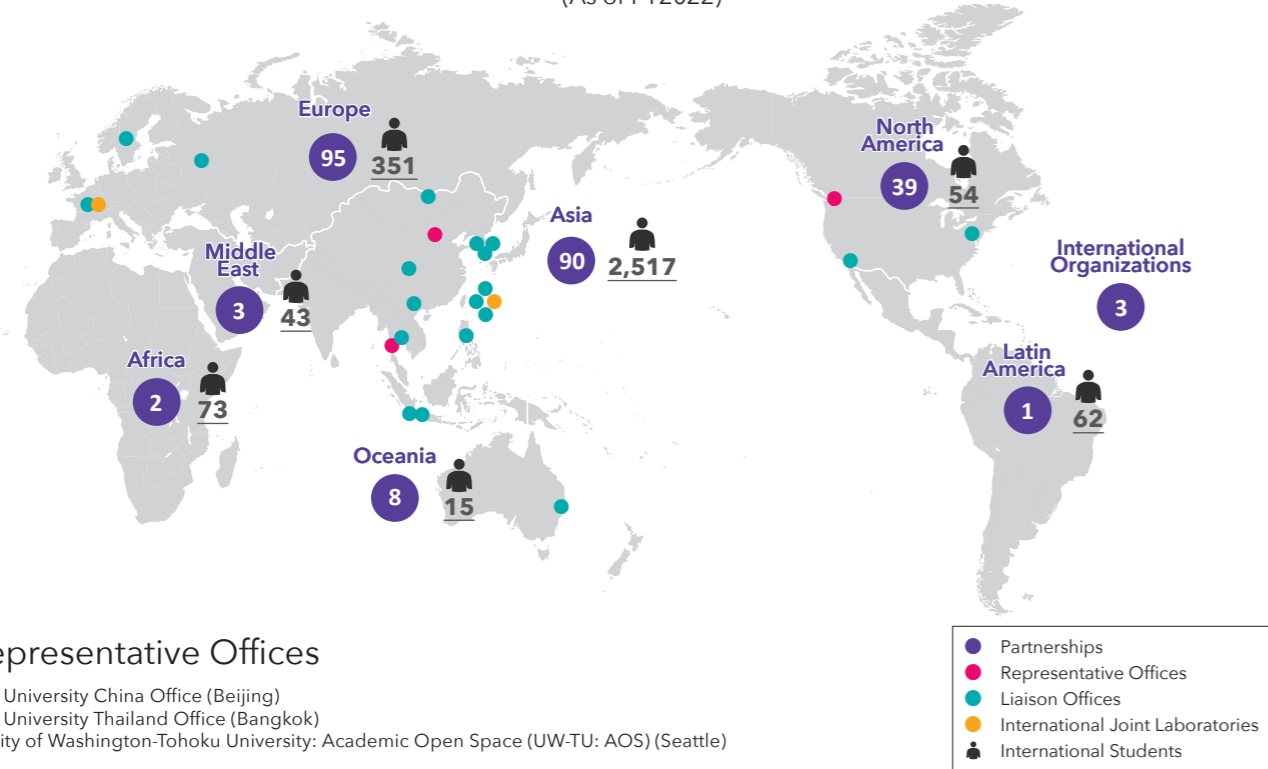 (As of FY2022)
Europe
95
351
North
America
39
54
Asia
90
2,517
Middle
East
3
43
International
Organizations
3
Africa
2
73
Latin
America
1
62
Oceania
8
15
epresentative Offices
University China Office (Beijing)
University Thailand Office (Bangkok)
ity of Washington-Tohoku University: Academic Open Space (UW-TU: AOS) (Seattle)
Partnerships
Representative Offices
Liaison Offices
International Joint Laboratories
International Students